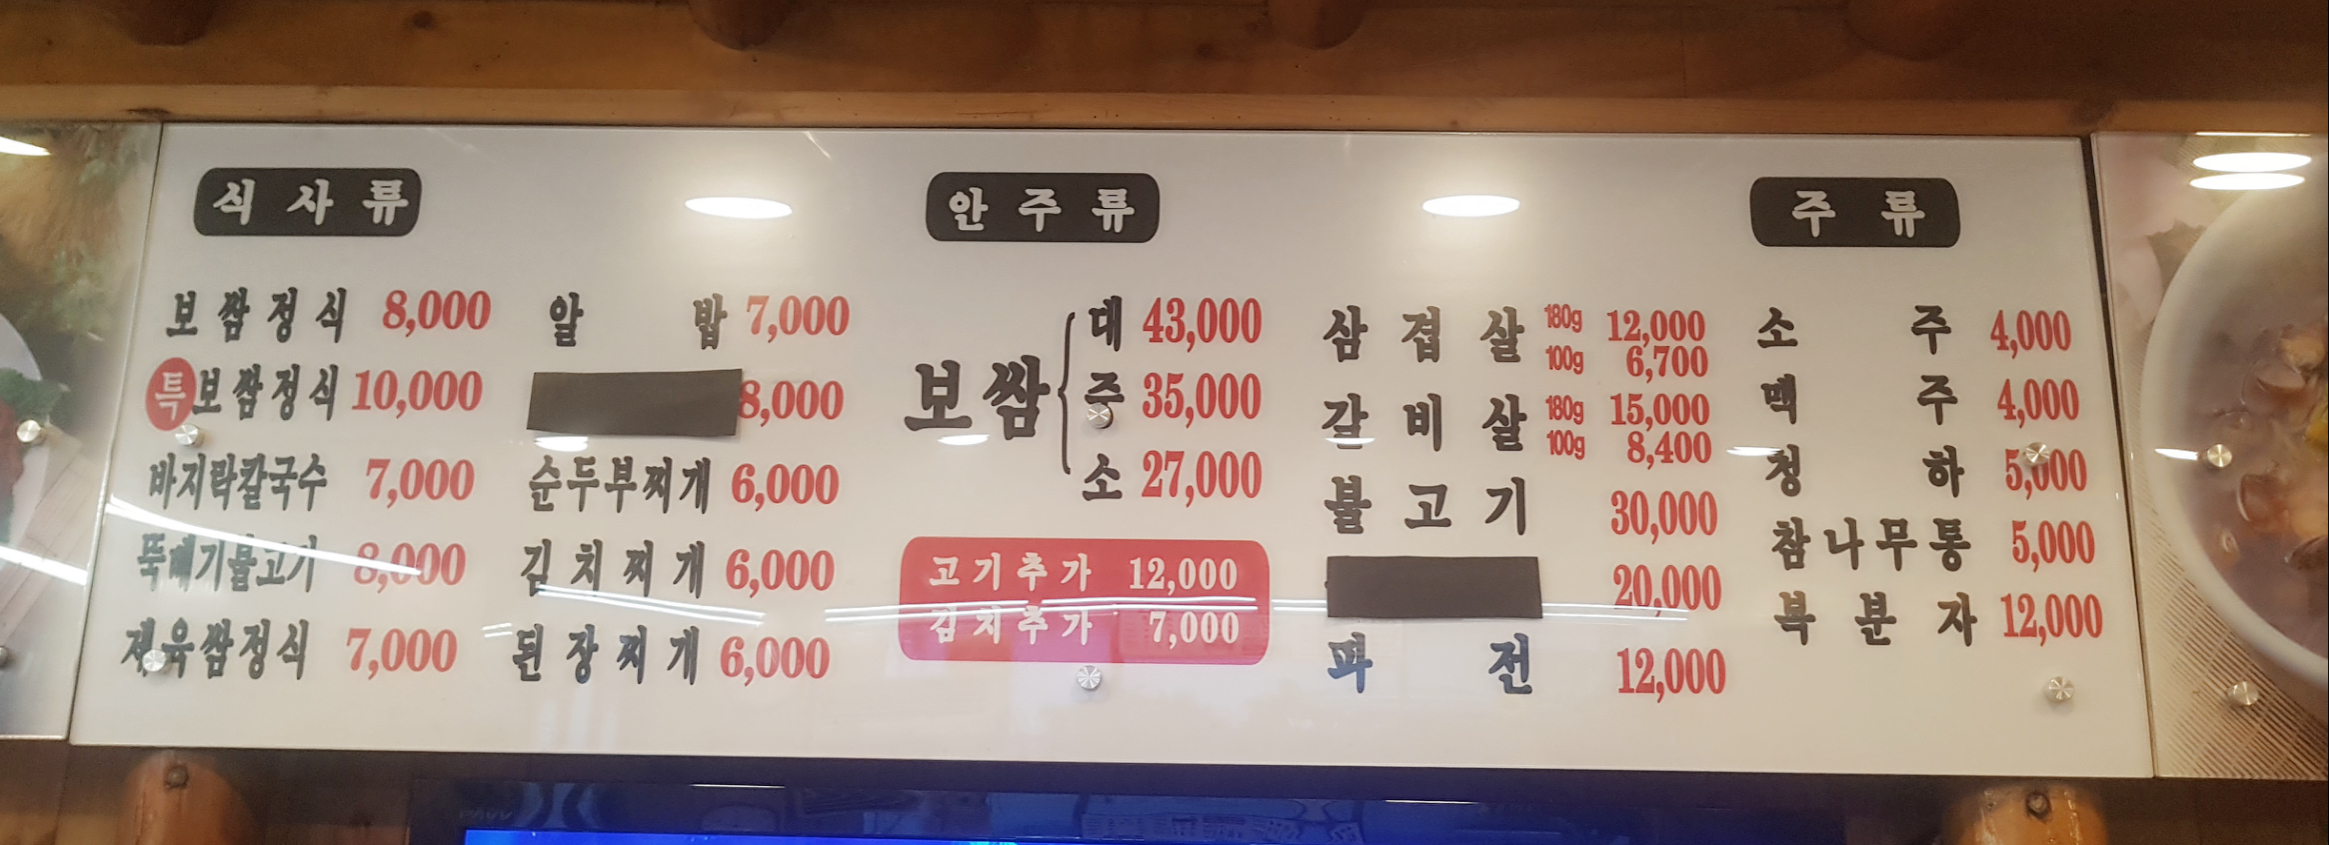 식사류
보쌈정식 8,000
특 보쌈정식 10,000
바지락칼국수 7,000
뚝배기불고기 8,000
제육쌈정식 7,000
알밥 7,000
8,000
순두부찌개 6,000
김치찌개 6,000
된장찌개 6,000
안주류
보쌈
대 43,000
중 35,000
소 27,000
고기추가 12,000
김치추가 7,000
삼겹살 180g 12,000
100g 6,700
갈비살 180g 15,000
100g 8,400
불고기 30,000
20,000
파전 12,000
주류
소주 4,000
맥주 4,000
청하 5,000
참나무통 5,000
복분자 12,000
PAVV